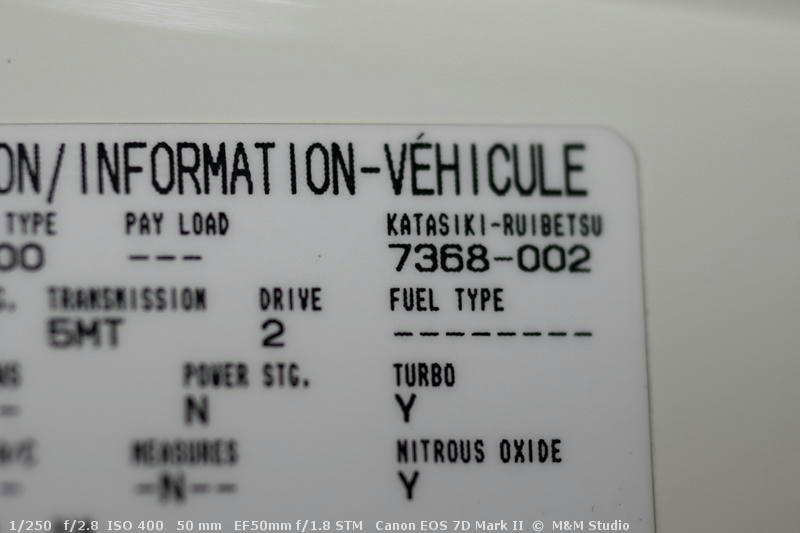 ON/INFORMATION-VÉHICULE
TYPE PAY LOAD KATASIKI-RUIBETSU
00 --- 7368-002
TRANSMISSION DRIVE FUEL TYPE
5MT 2 --------
POWER STG. TURBO
N Y
MEASURES NITROUS OXIDE
-N-- Y
1/250 f/2.8 ISO 400 50 mm EF50mm f/1.8 STM Canon EOS 7D Mark II © M&M Studio